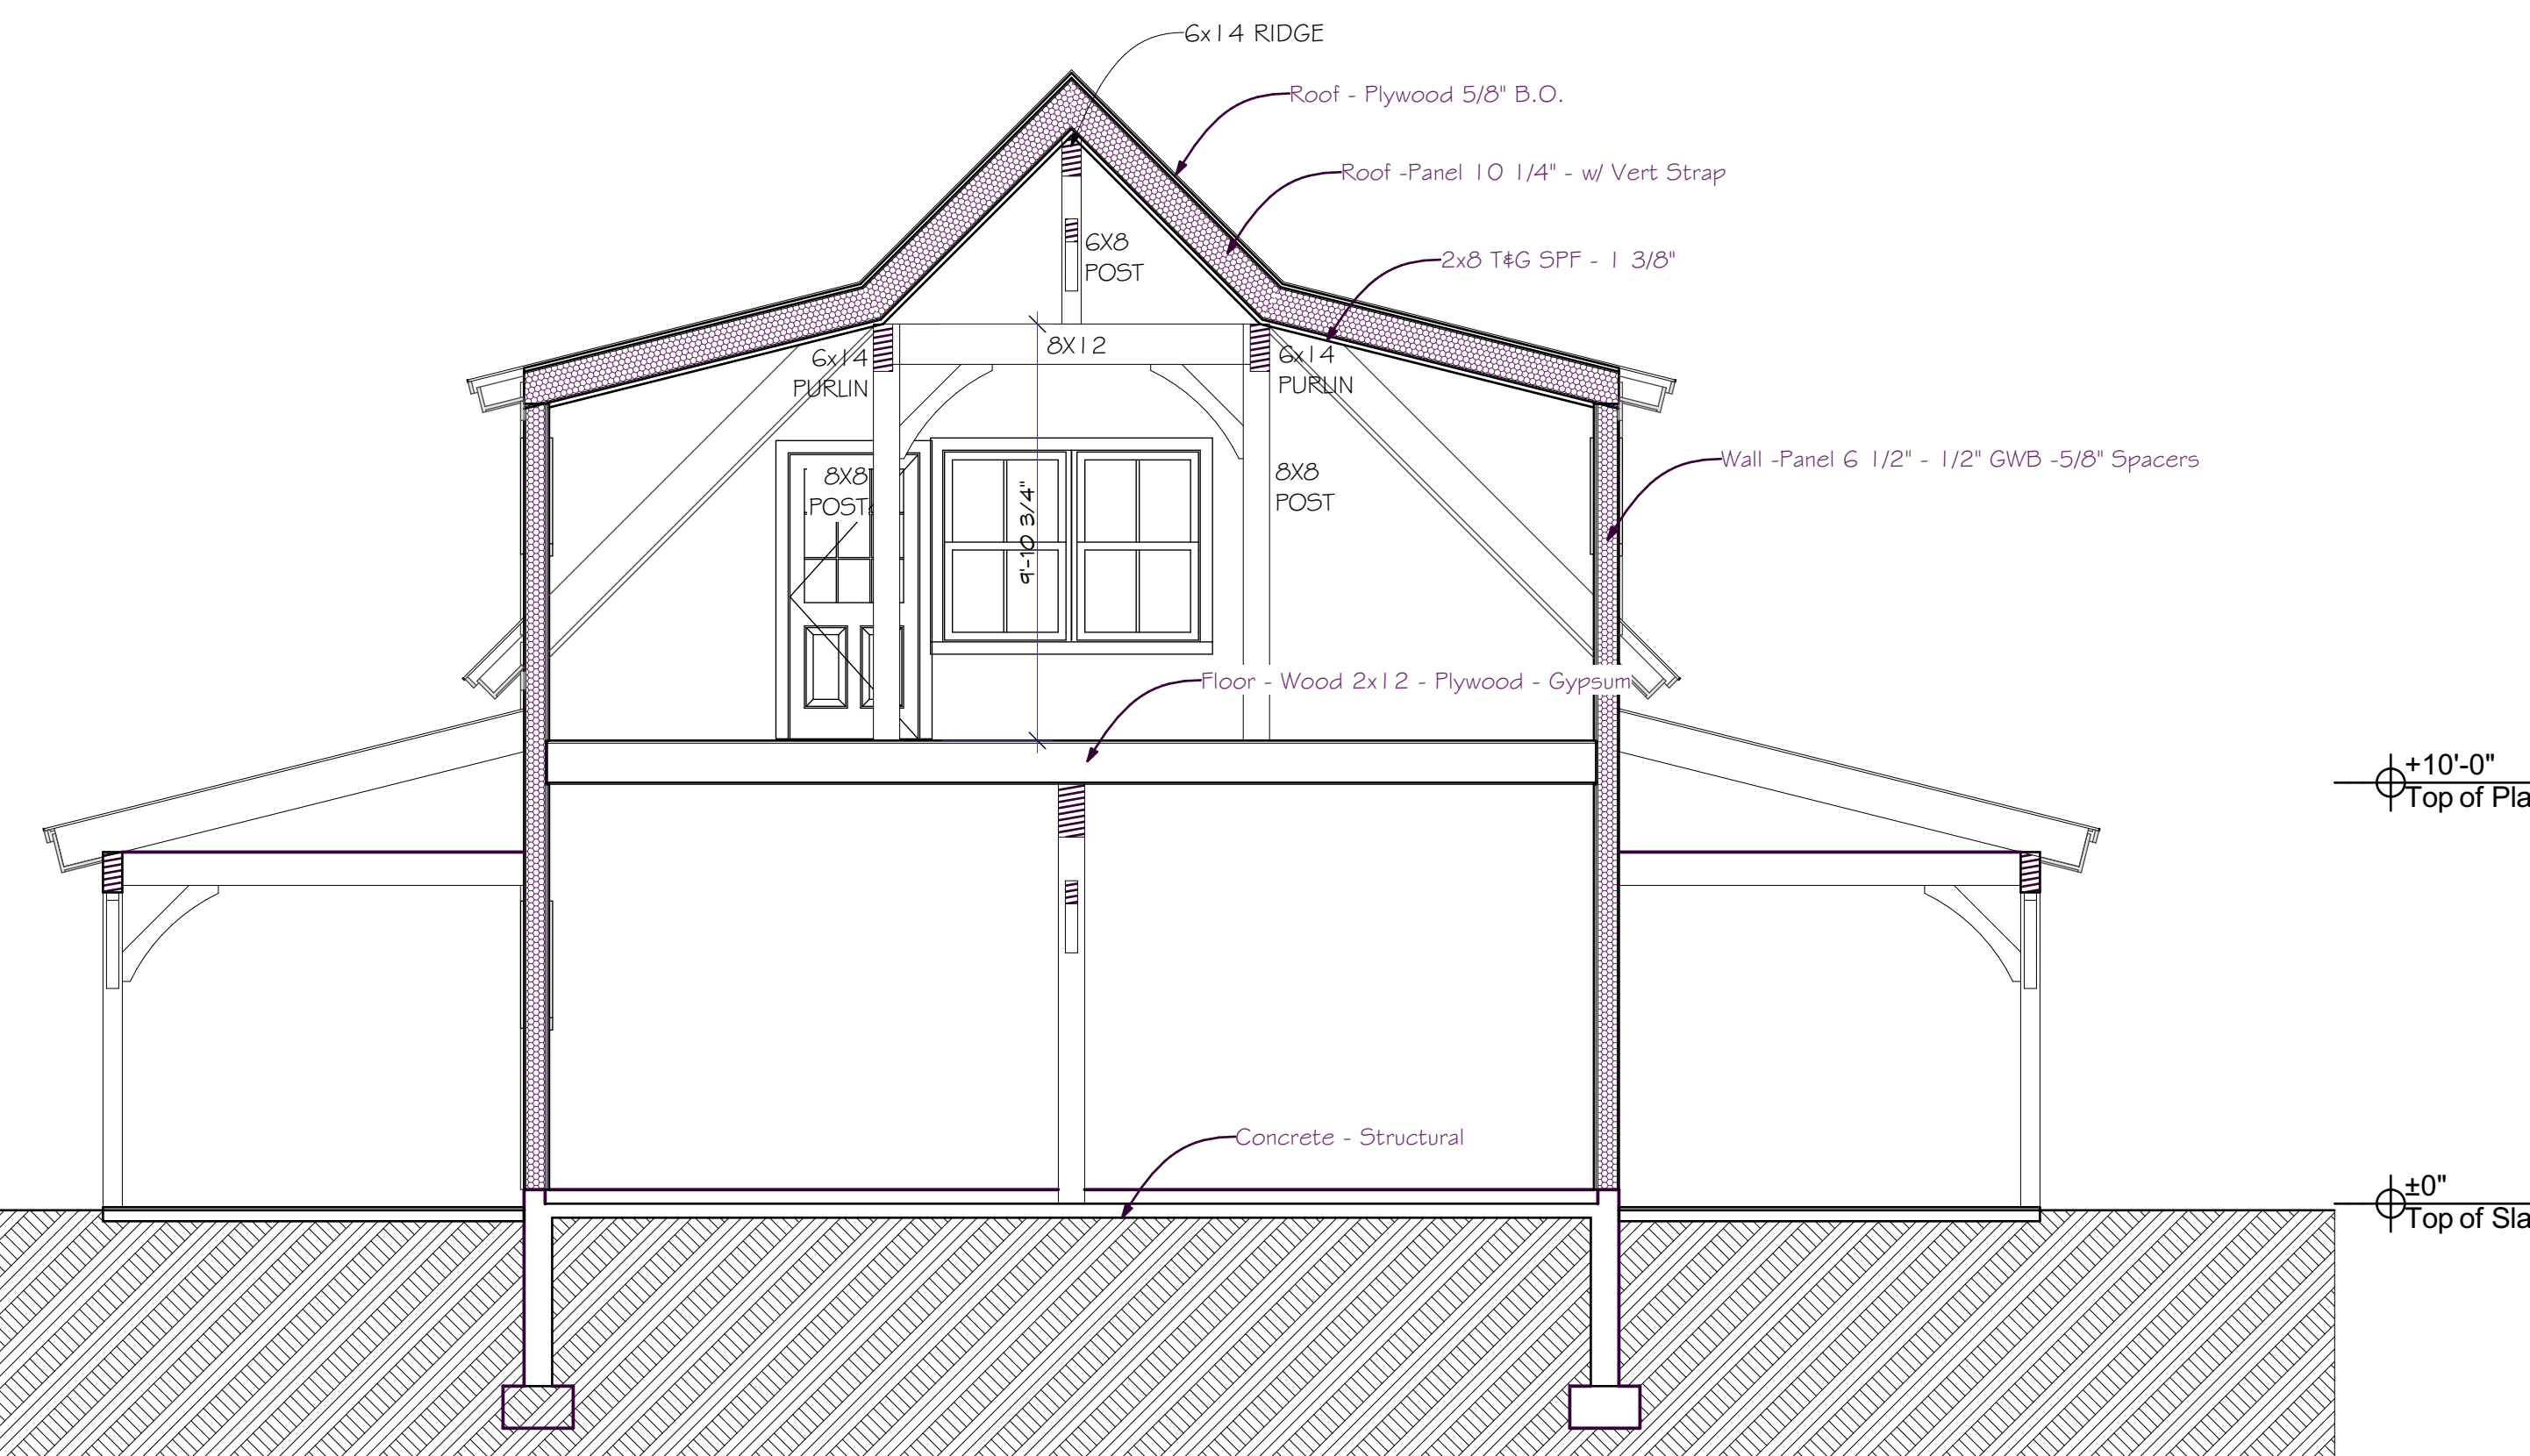 6x14 RIDGE
Roof - Plywood 5/8" B.O.
Roof -Panel 10 1/4" - w/ Vert Strap
6X8
POST
2x8 T&G SPF - 1 3/8"
8X12
6x14
PURLIN
6x14
PURLIN
Wall -Panel 6 1/2" - 1/2" GWB -5/8" Spacers
8X8
POST
8X8
POST
9'-10 3/4"
Floor - Wood 2x12 - Plywood - Gypsum
+10'-0"
Top of Pla
Concrete - Structural
±0"
Top of Sla